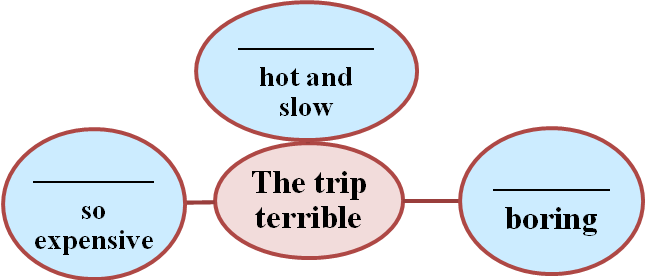 hot and
slow
The trip
terrible
so
expensive
boring